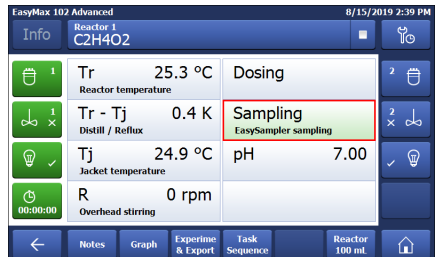 EasyMax 102 Advanced 8/15/2019 2:39 PM
Info
Reactor 1
C2H4O2
1
Tr 25.3 °C
Reactor temperature
Dosing
2
1
Tr - Tj 0.4 K
Distill / Reflux
Sampling
EasySampler sampling
2
Tj 24.9 °C
Jacket temperature
pH 7.00
00:00:00
R 0 rpm
Overhead stirring
Notes
Graph
Experime
& Export
Task
Sequence
Reactor
100 mL